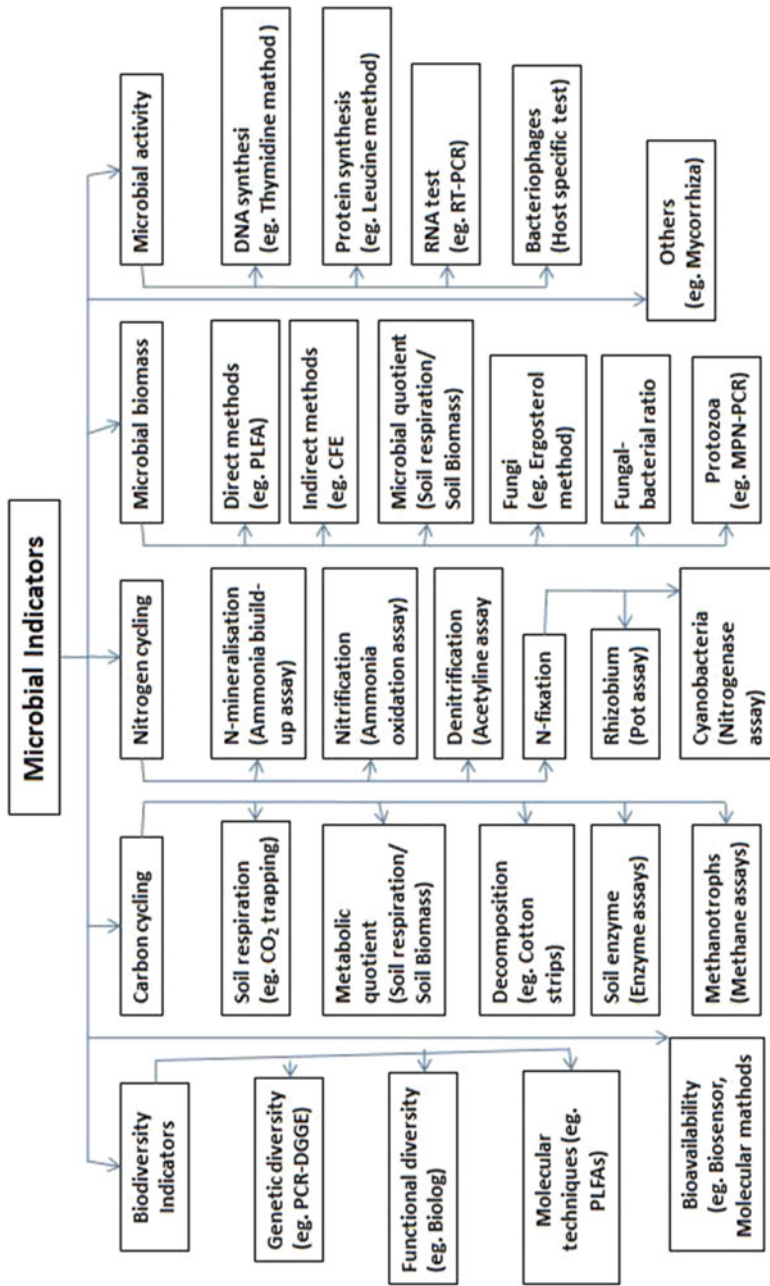 Microbial Indicators
Biodiversity
Indicators
Genetic diversity
(eg. PCR-DGGE)
Functional diversity
(eg. Biolog)
Molecular
techniques (eg.
PLFAs)
Bioavailability
(eg. Biosensor,
Molecular mathods
Carbon cycling
Soil respiration
(eg. CO₂ trapping)
Metabolic
quotient
(Soil respiration/
Soil Biomass)
Decomposition
(eg. Cotton
strips)
Soil enzyme
(Enzyme assays)
Methanotrophs
(Methane assays)
Nitrogen cycling
N-mineralisation
(Ammonia biuild-
up assay)
Nitrification
(Ammonia
oxidation assay)
Denitrification
(Acetyline assay
N-fixation
Rhizobium
(Pot assay)
Cyanobacteria
(Nitrogenase
assay)
Microbial biomass
Direct methods
(eg. PLFA)
Indirect methods
(eg. CFE
Microbial quotient
(Soil respiration/
Soil Biomass
Fungi
(eg. Ergosterol
method)
Fungal-
bacterial ratio
Protozoa
(eg. MPN-PCR)
Microbial activity
DNA synthesi
(eg. Thymidine mathod )
Protein synthesis
(eg. Leucine method)
RNA test
(eg. RT-PCR)
Bacteriophages
(Host specific test)
Others
(eg. Mycorrhiza)